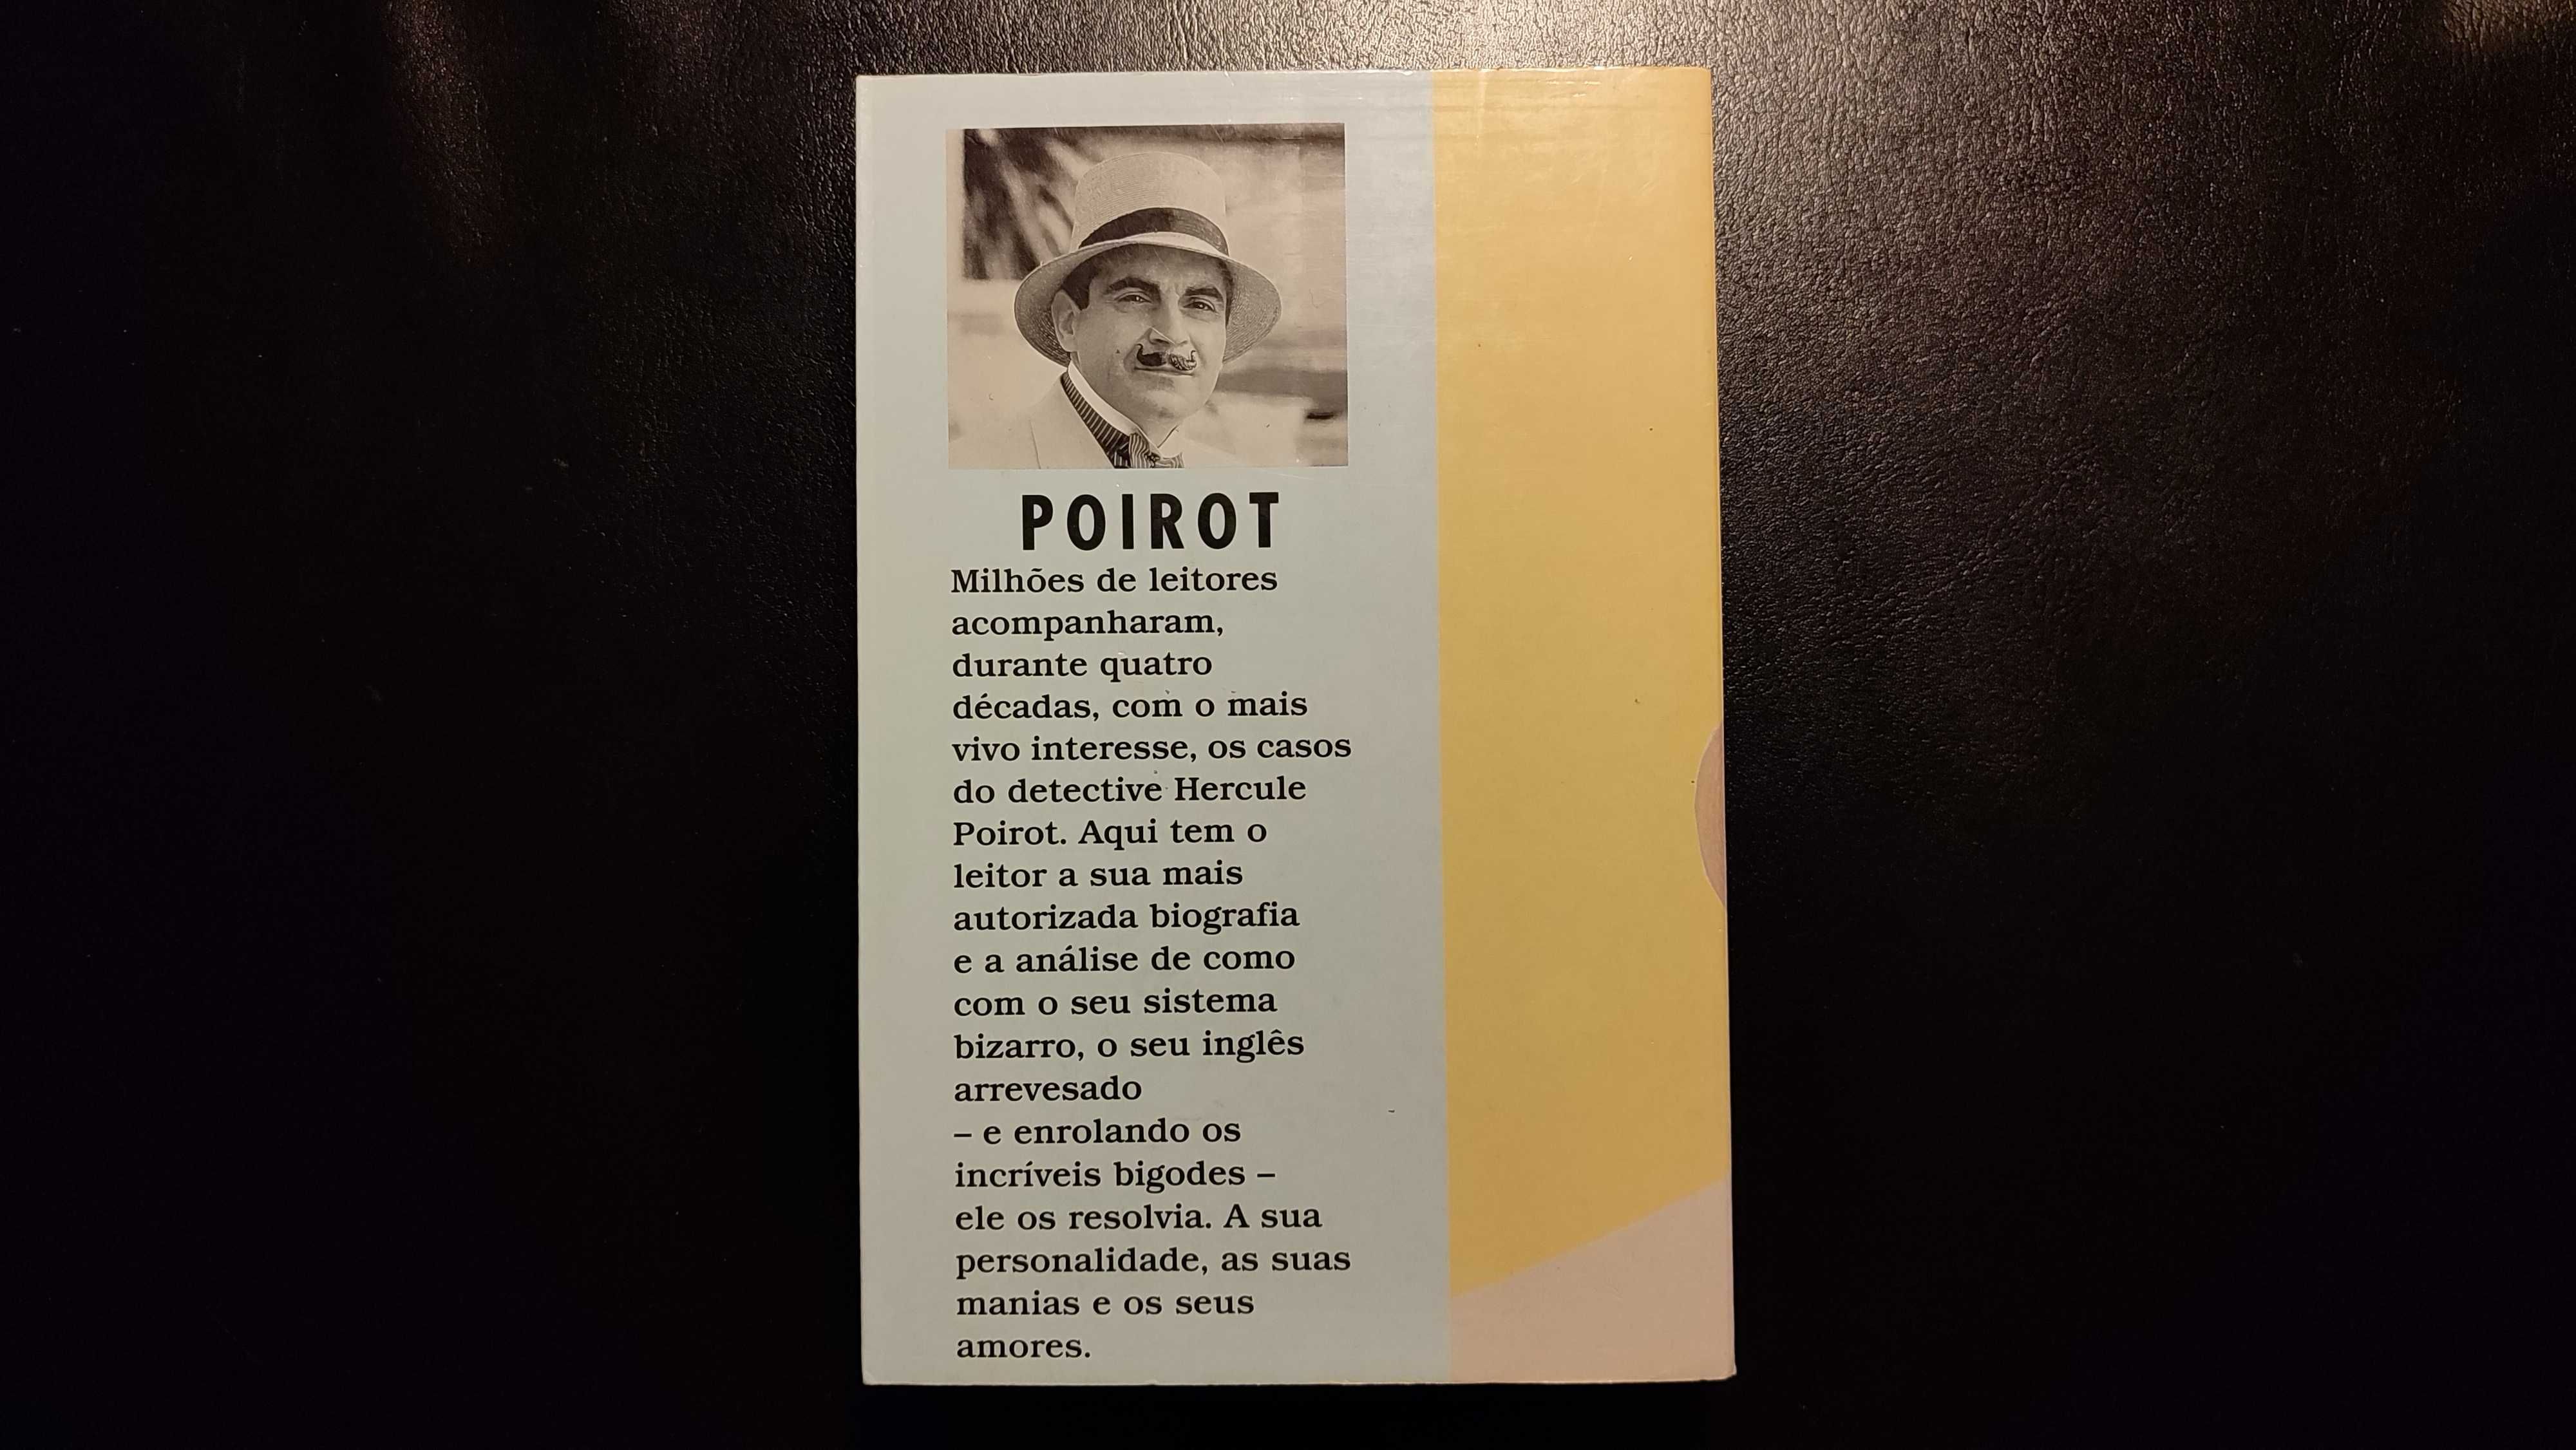 POIROT
Milhões de leitores
acompanharam,
durante quatro
décadas, com o mais
vivo interesse, os casos
do detective Hercule
Poirot. Aqui tem o
leitor a sua mais
autorizada biografia
e a análise de como
com o seu sistema
bizarro, o seu inglês
arrevesado
– e enrolando os
incríveis bigodes –
ele os resolvia. A sua
personalidade, as suas
manias e os seus
amores.